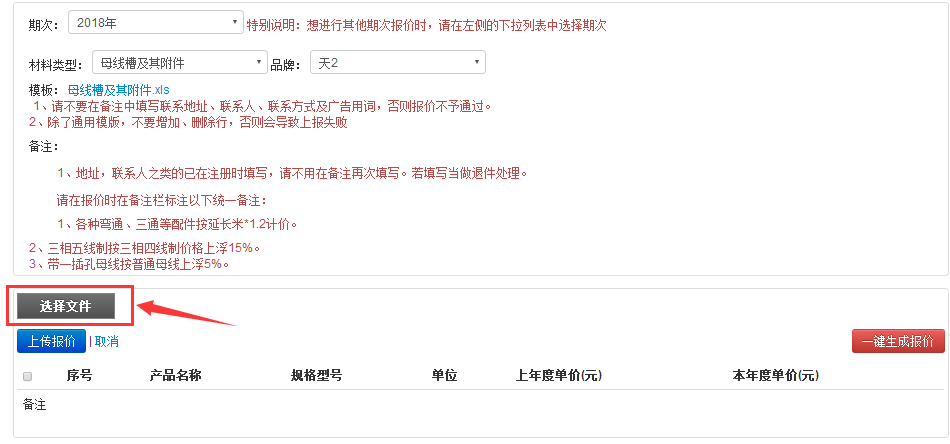 期次： 2018年 特别说明：想进行其他期次报价时，请在左侧的下拉列表中选择期次
材料类型： 母线槽及其附件 品牌： 天2
模板： 母线槽及其附件.xls
1、请不要在备注中填写联系地址、联系人、联系方式及广告用词，否则报价不予通过。
2、除了通用模版，不要增加、删除行，否则会导致上报失败
备注：
1、地址，联系人之类的已在注册时填写，请不用在备注再次填写。若填写当做退件处理。
请在报价时在备注栏标注以下统一备注：
1、各种弯通、三通等配件按延长米*1.2计价。
2、三相五线制按三相四线制价格上浮15%。
3、带一插孔母线按普通母线上浮5%。
选择文件
上传报价 | 取消 一键生成报价
序号 产品名称 规格型号 单位 上年度单价(元) 本年度单价(元)
备注